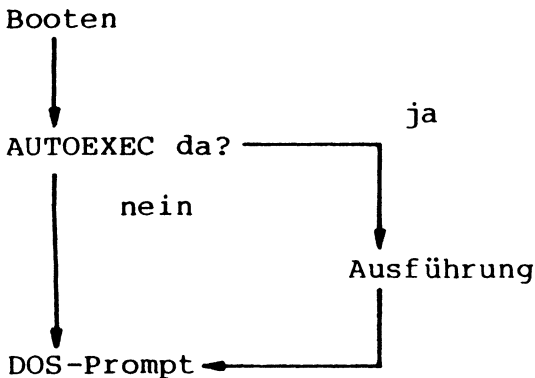 Booten
ja
AUTOEXEC da?
nein
Ausführung
DOS-Prompt